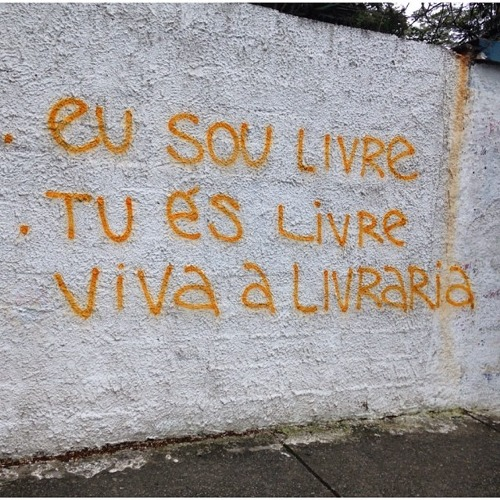 . eU SOU LiVRe
. TU éS LiVRe
ViVa a LiVRaRia